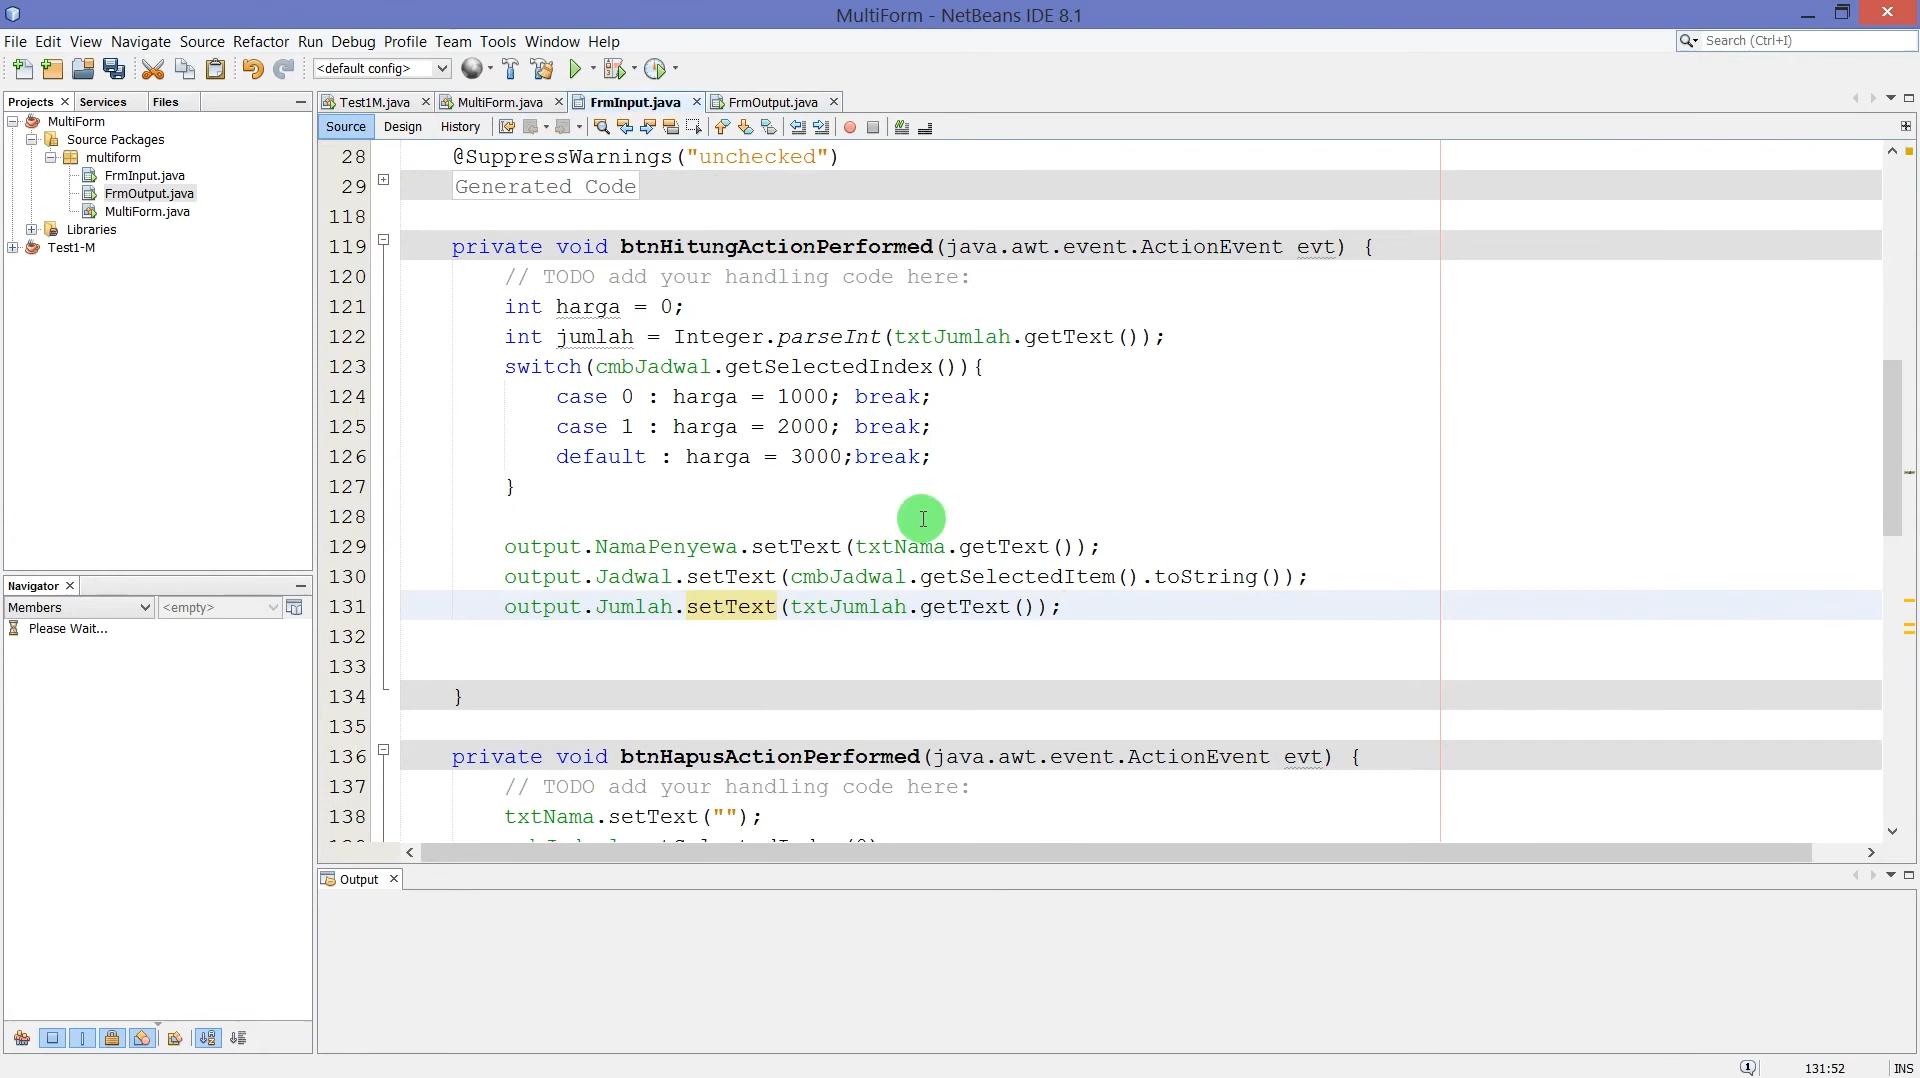 MultiForm - NetBeans IDE 8.1
File Edit View Navigate Source Refactor Run Debug Profile Team Tools Window Help
Search (Ctrl+I)
<default config>
Projects Services Files
Test1M.java MultiForm.java FrmInput.java FrmOutput.java
Source Design History
MultiForm
Source Packages
multiform
FrmInput.java
FrmOutput.java
MultiForm.java
Libraries
Test1-M
Navigator
Members <empty>
Please Wait...
28 @SuppressWarnings("unchecked")
29 Generated Code
118
119 private void btnHitungActionPerformed(java.awt.event.ActionEvent evt) {
120 // TODO add your handling code here:
121 int harga = 0;
122 int jumlah = Integer.parseInt(txtJumlah.getText());
123 switch(cmbJadwal.getSelectedIndex()){
124 case 0 : harga = 1000; break;
125 case 1 : harga = 2000; break;
126 default : harga = 3000;break;
127 }
128
129 output.NamaPenyewa.setText(txtNama.getText());
130 output.Jadwal.setText(cmbJadwal.getSelectedItem().toString());
131 output.Jumlah.setText(txtJumlah.getText());
132
133
134 }
135
136 private void btnHapusActionPerformed(java.awt.event.ActionEvent evt) {
137 // TODO add your handling code here:
138 txtNama.setText("");
Output
131:52 INS